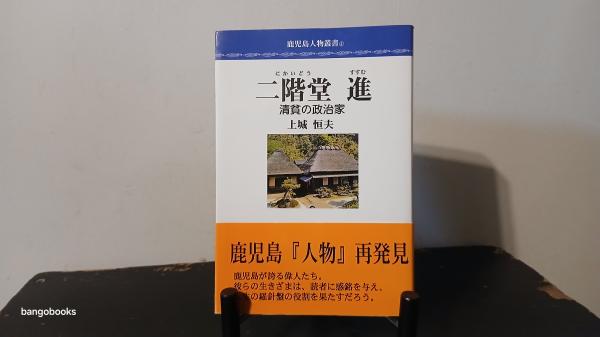 鹿児島人物叢書④
にかいどう すすむ
二階堂 進
清貧の政治家
上城 恒夫
鹿児島『人物』再発見
鹿児島が誇る偉人たち。
彼らの生きざまは、読者に感銘を与え、
の羅針盤の役割を果たすだろう。
bangobooks